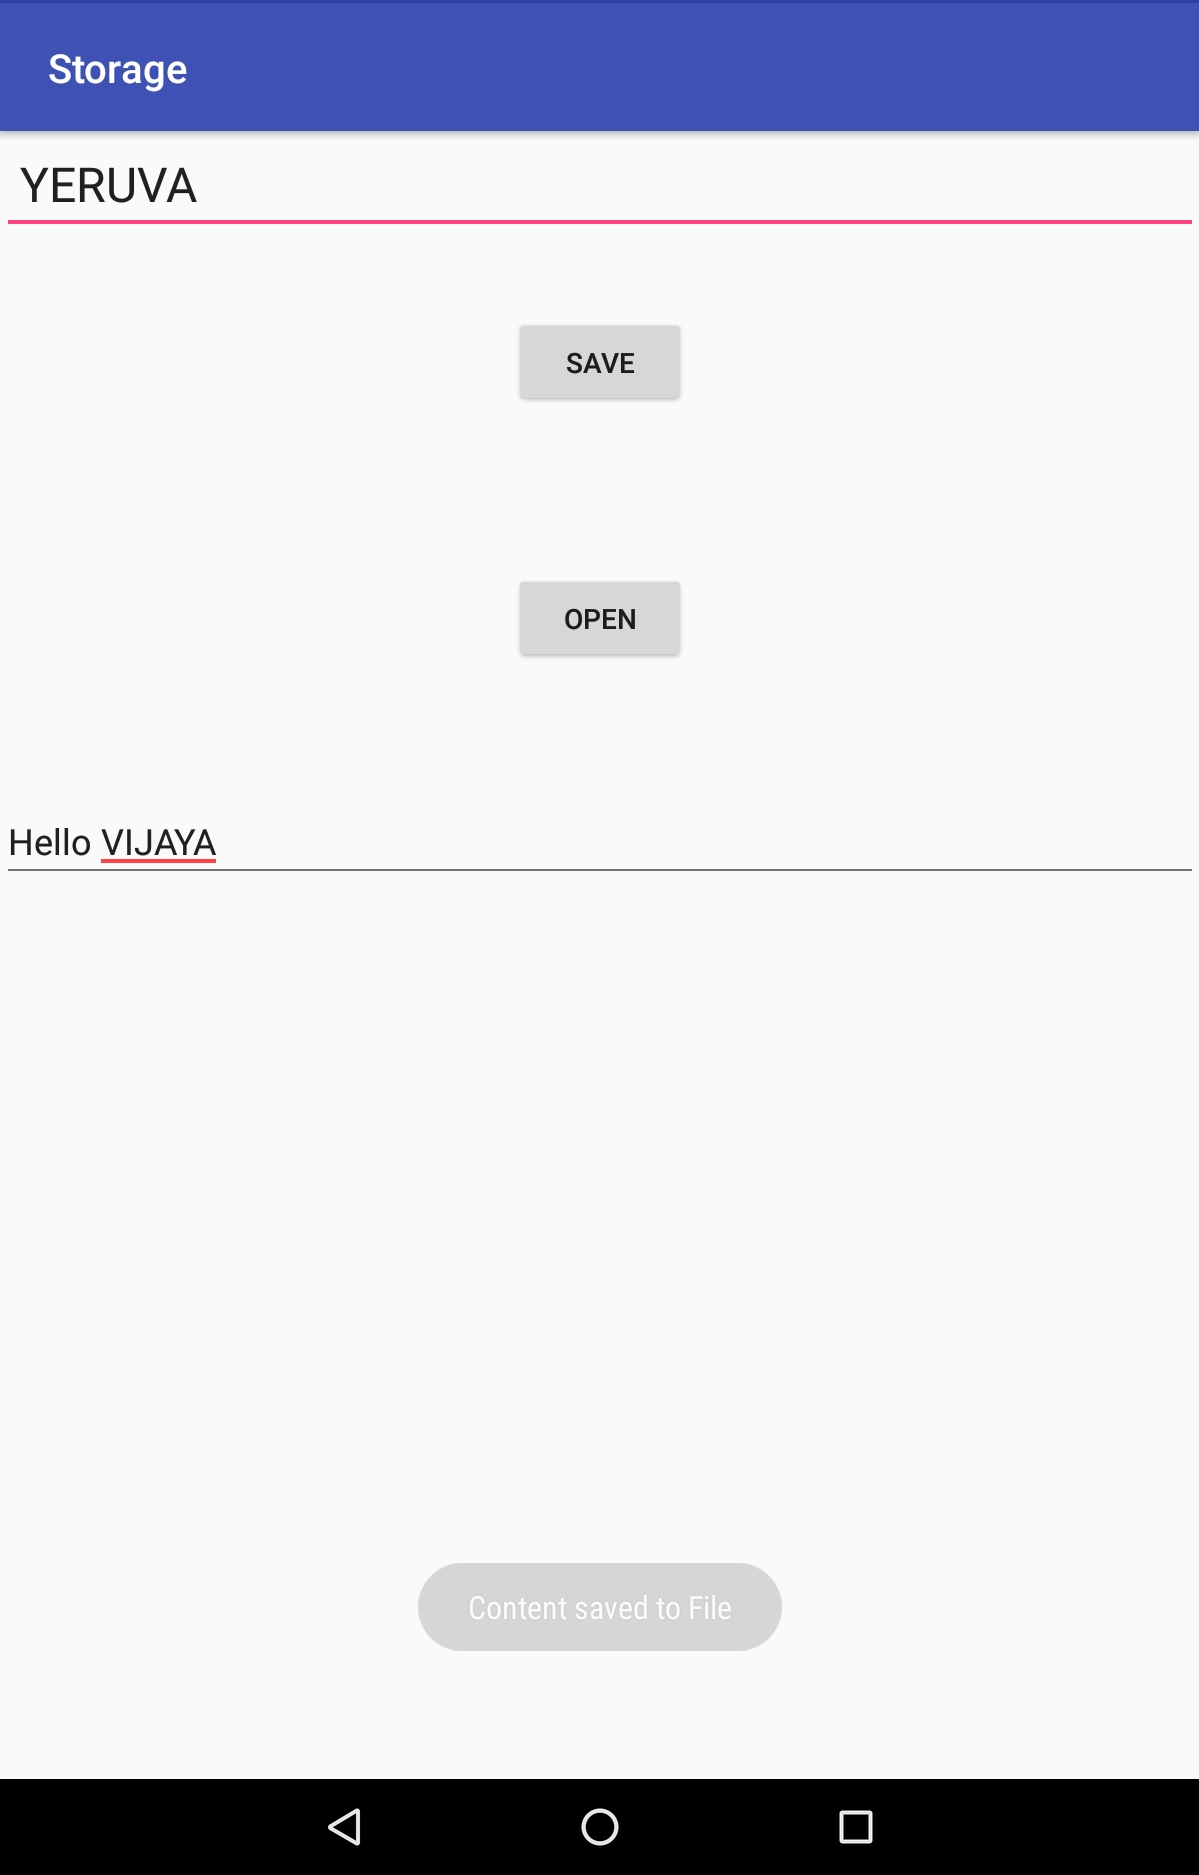 Storage
YERUVA
SAVE
OPEN
Hello VIJAYA
Content saved to File